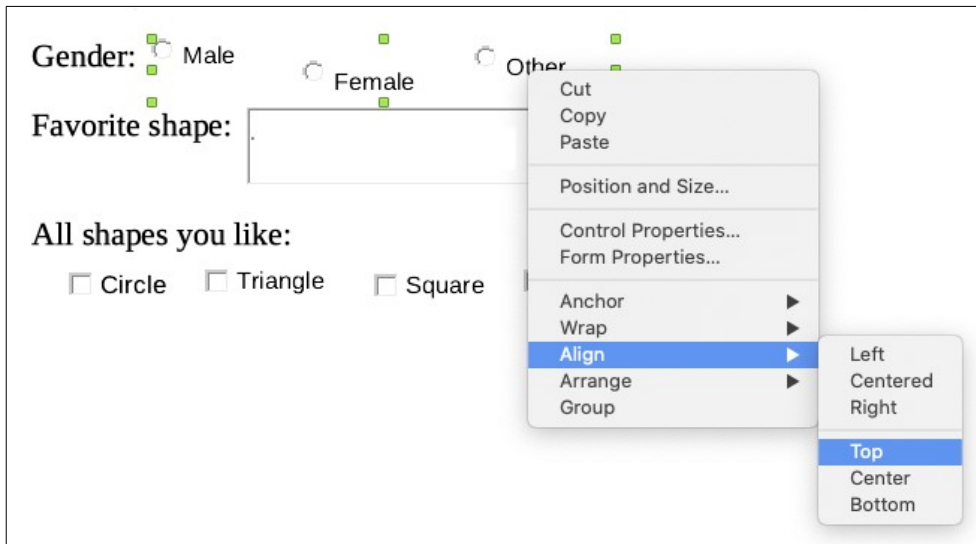 Gender: Male Female Other
Favorite shape:
All shapes you like:
Circle Triangle Square
Cut
Copy
Paste
Position and Size...
Control Properties...
Form Properties...
Anchor
Wrap
Align
Arrange
Group
Left
Centered
Right
Top
Center
Bottom